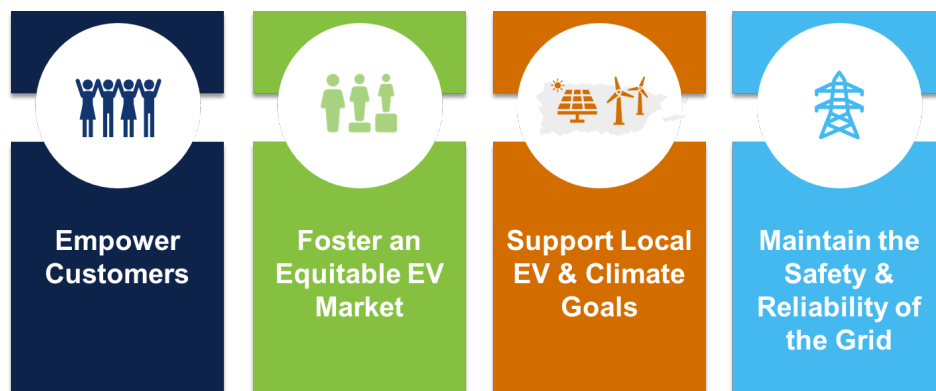 Empower
Customers
Foster an
Equitable EV
Market
Support Local
EV & Climate
Goals
Maintain the
Safety &
Reliability of
the Grid